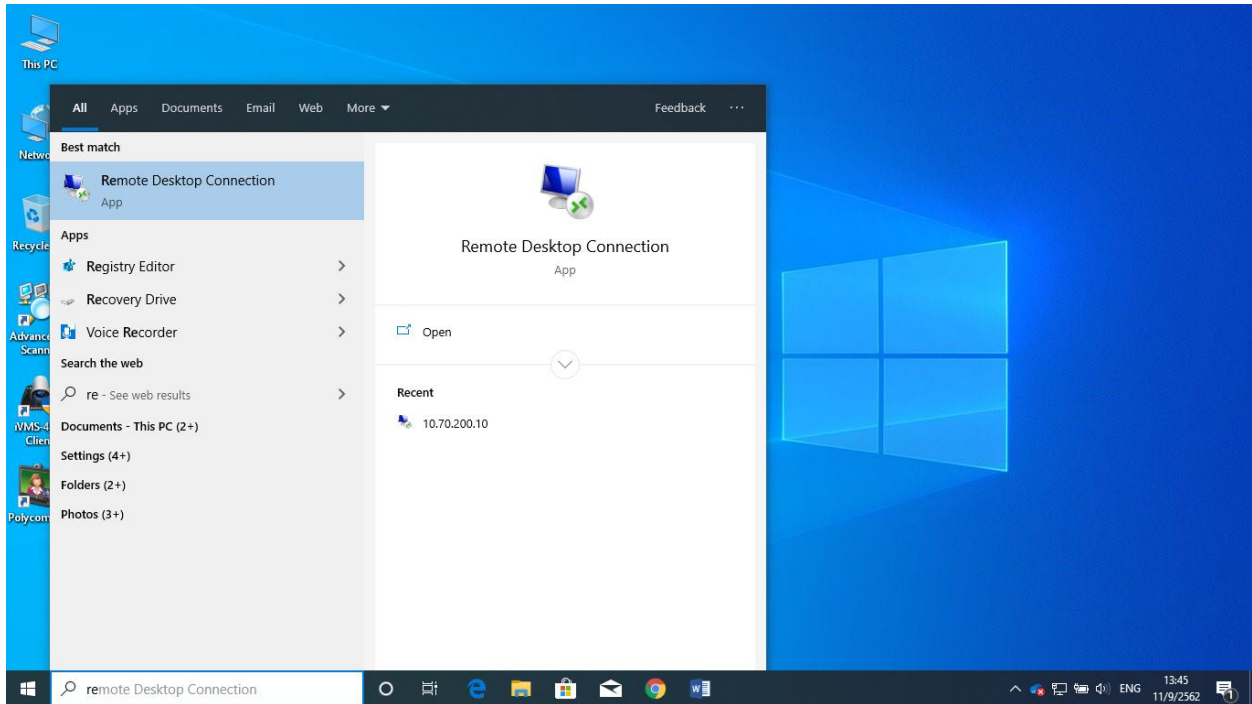 This PC
Netwo
Recycle
Advance
Scann
iVMS-4
Clien
Polycom
All Apps Documents Email Web More Feedback ...
Best match
Remote Desktop Connection
App
Apps
Registry Editor
Recovery Drive
Voice Recorder
Search the web
re - See web results
Documents - This PC (2+)
Settings (4+)
Folders (2+)
Photos (3+)
Remote Desktop Connection
App
Open
Recent
10.70.200.10
remote Desktop Connection
ENG
13:45
11/9/2562
1